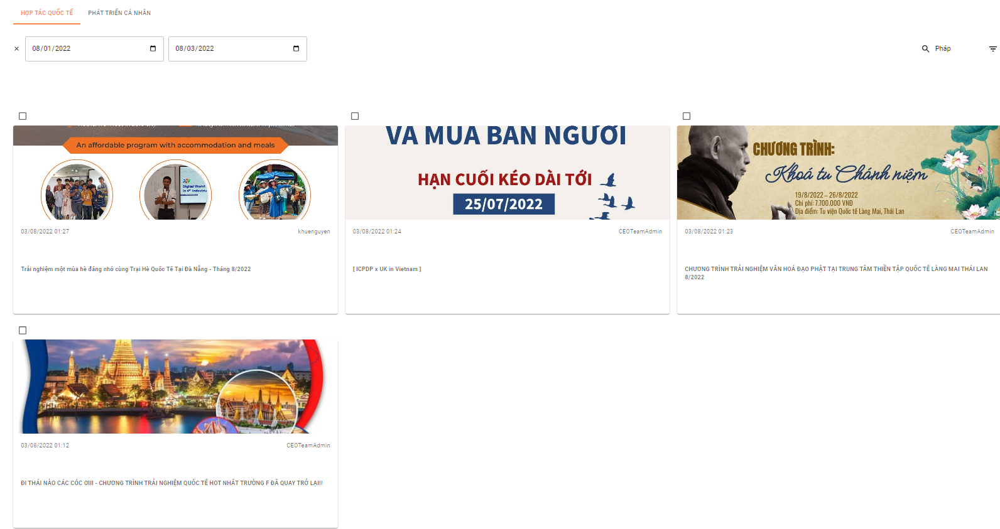 HỢP TÁC QUỐC TẾ
PHÁT TRIỂN CÁ NHÂN
08/01/2022
08/03/2022
Pháp
An affordable program with accommodation and meals
Digital World
in 4th Industrial
03/08/2022 01:27
khuenguyen
Trải nghiệm một mùa hè đáng nhớ cùng Trại Hè Quốc Tế Tại Đà Nẵng - Tháng 8/2022
VÀ MUA BÁN NGƯỜI
HẠN CUỐI KÉO DÀI TỚI
25/07/2022
03/08/2022 01:24
CEOTeamAdmin
[ ICPDP x UK in Vietnam ]
CHƯƠNG TRÌNH:
Khoá tu Chánh niệm
19/8/2022 – 26/8/2022
Chi phí: 7.700.000 VNĐ
Địa điểm: Tu viện Quốc tế Làng Mai, Thái Lan
03/08/2022 01:23
CEOTeamAdmin
CHƯƠNG TRÌNH TRẢI NGHIỆM VĂN HOÁ ĐẠO PHẬT TẠI TRUNG TÂM THIỀN TẬP QUỐC TẾ LÀNG MAI THÁI LAN
8/2022
03/08/2022 01:12
CEOTeamAdmin
ĐI THÁI NÀO CÁC CÓC ƠIII - CHƯƠNG TRÌNH TRẢI NGHIỆM QUỐC TẾ HOT NHẤT TRƯỜNG F ĐÃ QUAY TRỞ LẠI!!